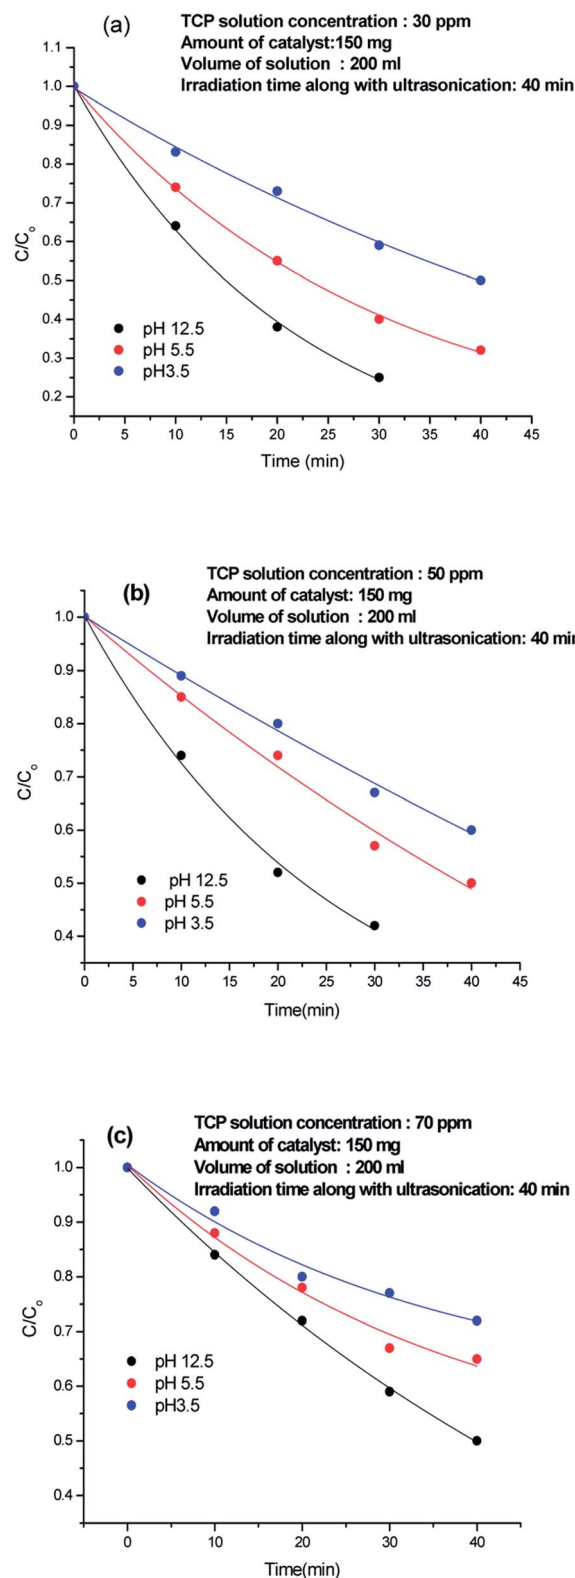 (a)
TCP solution concentration : 30 ppm
Amount of catalyst:150 mg
Volume of solution : 200 ml
Irradiation time along with ultrasonication: 40 min
1.1
1.0
0.9
0.8
0.7
0.6
0.5
0.4
0.3
0.2
C/Co
pH 12.5
pH 5.5
pH3.5
0 5 10 15 20 25 30 35 40 45
Time (min)
(b)
TCP solution concentration : 50 ppm
Amount of catalyst: 150 mg
Volume of solution : 200 ml
Irradiation time along with ultrasonication: 40 min
1.0
0.9
0.8
0.7
0.6
0.5
0.4
C/Co
pH 12.5
pH 5.5
pH 3.5
0 5 10 15 20 25 30 35 40 45
Time(min)
(c)
TCP solution concentration : 70 ppm
Amount of catalyst: 150 mg
Volume of solution : 200 ml
Irradiation time along with ultrasonication: 40 min
1.0
0.9
0.8
0.7
0.6
0.5
0.4
C/Co
pH 12.5
pH 5.5
pH3.5
0 10 20 30 40
Time(min)